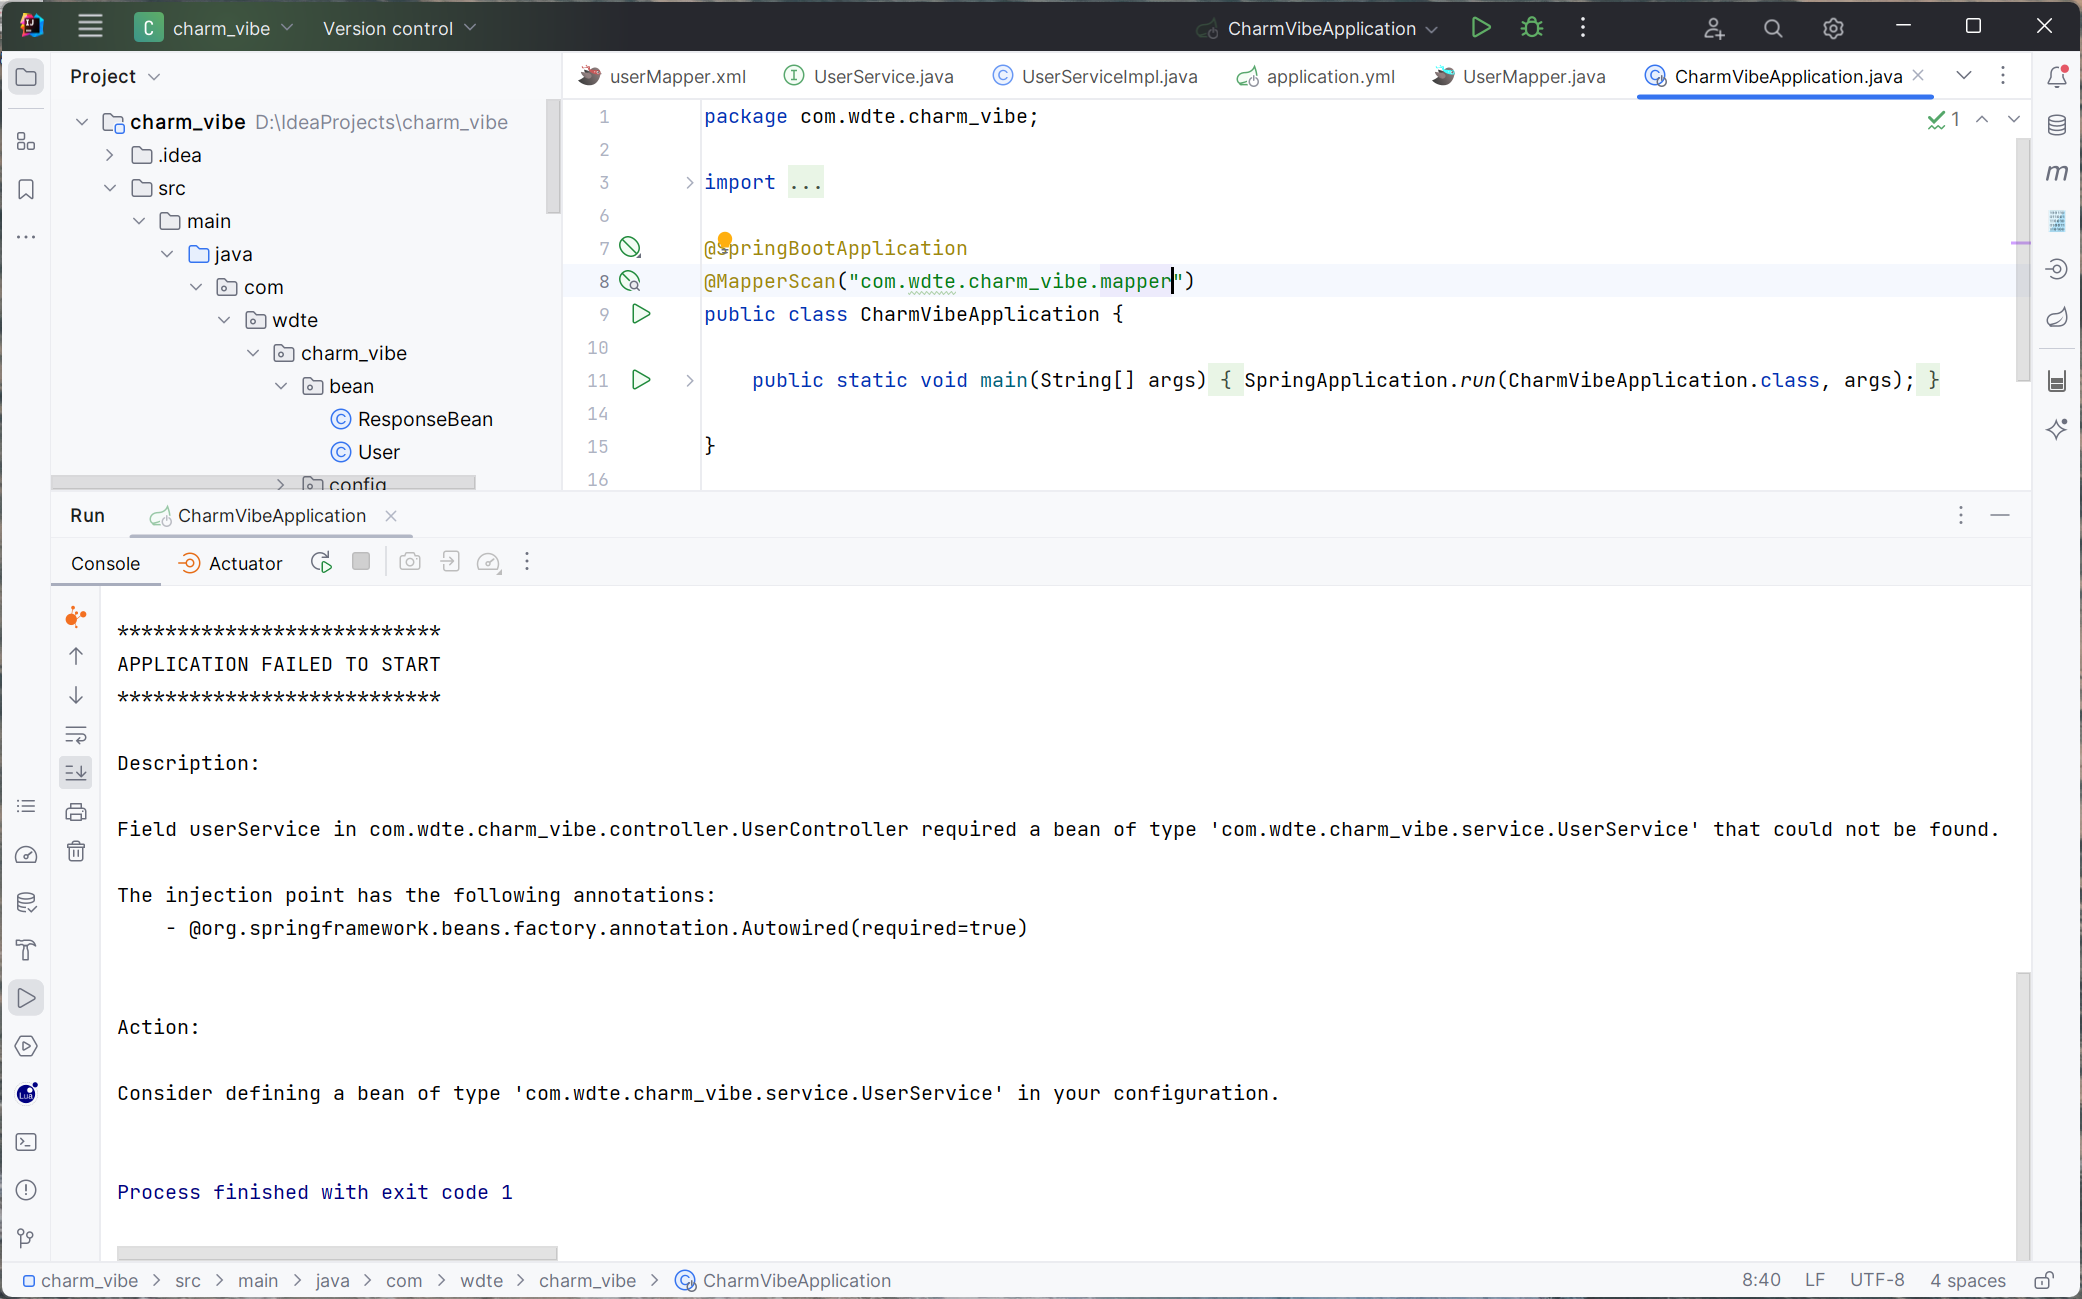 C charm_vibe Version control CharmVibeApplication
Project
userMapper.xml UserService.java UserServiceImpl.java application.yml UserMapper.java CharmVibeApplication.java
charm_vibe D:\IdeaProjects\charm_vibe
.idea
src
main
java
com
wdte
charm_vibe
bean
ResponseBean
User
config
1 package com.wdte.charm_vibe;
1
2
3 import ...
6
7 @SpringBootApplication
8 @MapperScan("com.wdte.charm_vibe.mapper")
9 public class CharmVibeApplication {
10
11 public static void main(String[] args) { SpringApplication.run(CharmVibeApplication.class, args); }
14
15 }
16
Run CharmVibeApplication
Console Actuator
***************************
APPLICATION FAILED TO START
***************************
Description:
Field userService in com.wdte.charm_vibe.controller.UserController required a bean of type 'com.wdte.charm_vibe.service.UserService' that could not be found.
The injection point has the following annotations:
- @org.springframework.beans.factory.annotation.Autowired(required=true)
Action:
Consider defining a bean of type 'com.wdte.charm_vibe.service.UserService' in your configuration.
Process finished with exit code 1
charm_vibe > src > main > java > com > wdte > charm_vibe > CharmVibeApplication 8:40 LF UTF-8 4 spaces